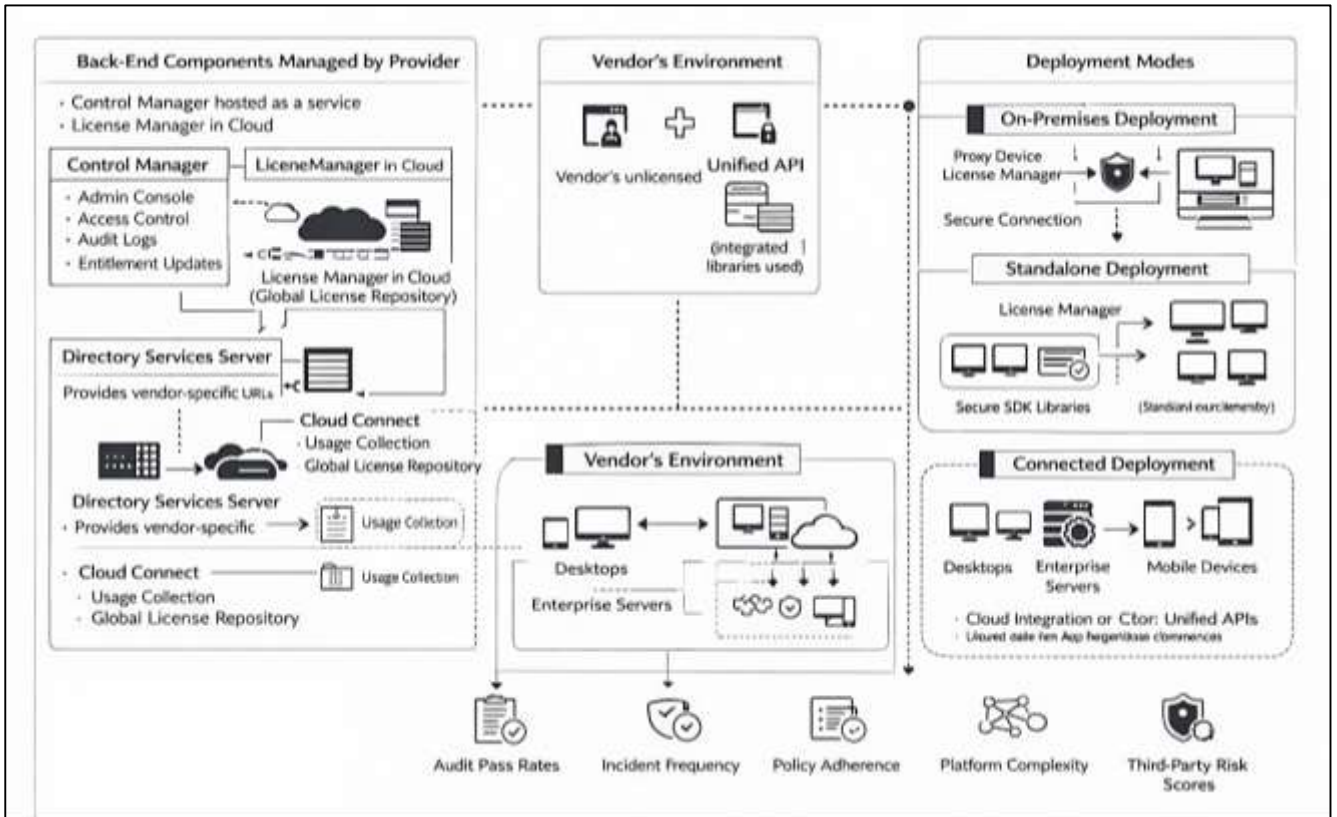 Back-End Components Managed by Provider
· Control Manager hosted as a service
· License Manager in Cloud
Control Manager
· Admin Console
· Access Control
· Audit Logs
· Entitlement Updates
LiceneManager in Cloud
License Manager in Cloud
(Global License Repository)
Directory Services Server
Provides vendor-specific URLs
Cloud Connect
· Usage Collection
· Global License Repository
Directory Services Server
· Provides vendor-specific
Usage Collection
· Cloud Connect
Usage Collection
· Usage Collection
· Global License Repository
Vendor's Environment
Vendor's unlicensed
Unified API
(integrated
libraries used)
Vendor's Environment
Desktops
Enterprise Servers
Deployment Modes
On-Premises Deployment
Proxy Device
License Manager
Secure Connection
Standalone Deployment
License Manager
Secure SDK Libraries
(Standard
Connected Deployment
Desktops
Enterprise
Servers
Mobile Devices
· Cloud Integration or Ctor: Unified APIs
Audit Pass Rates
Incident Frequency
Policy Adherence
Platform Complexity
Third-Party Risk
Scores